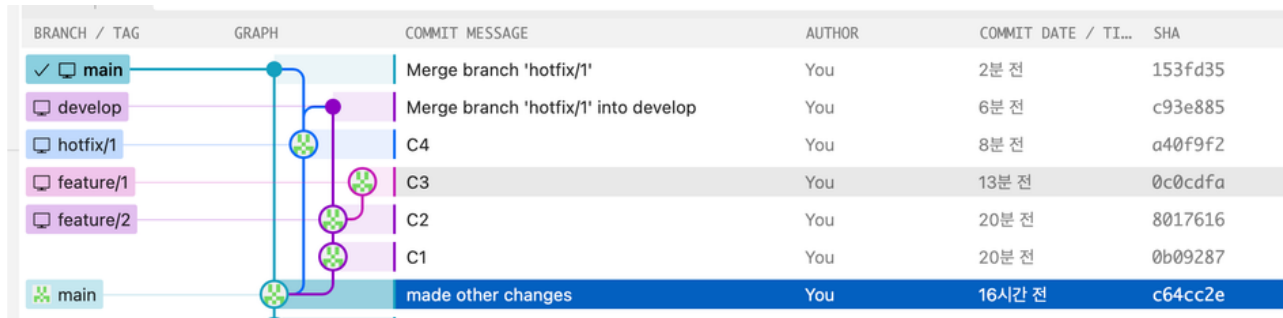 BRANCH / TAG GRAPH COMMIT MESSAGE AUTHOR COMMIT DATE / TI... SHA
main Merge branch 'hotfix/1' You 2분 전 153fd35
develop Merge branch 'hotfix/1' into develop You 6분 전 c93e885
hotfix/1 C4 You 8분 전 a40f9f2
feature/1 C3 You 13분 전 0c0cdfa
feature/2 C2 You 20분 전 8017616
C1 You 20분 전 0b09287
main made other changes You 16시간 전 c64cc2e